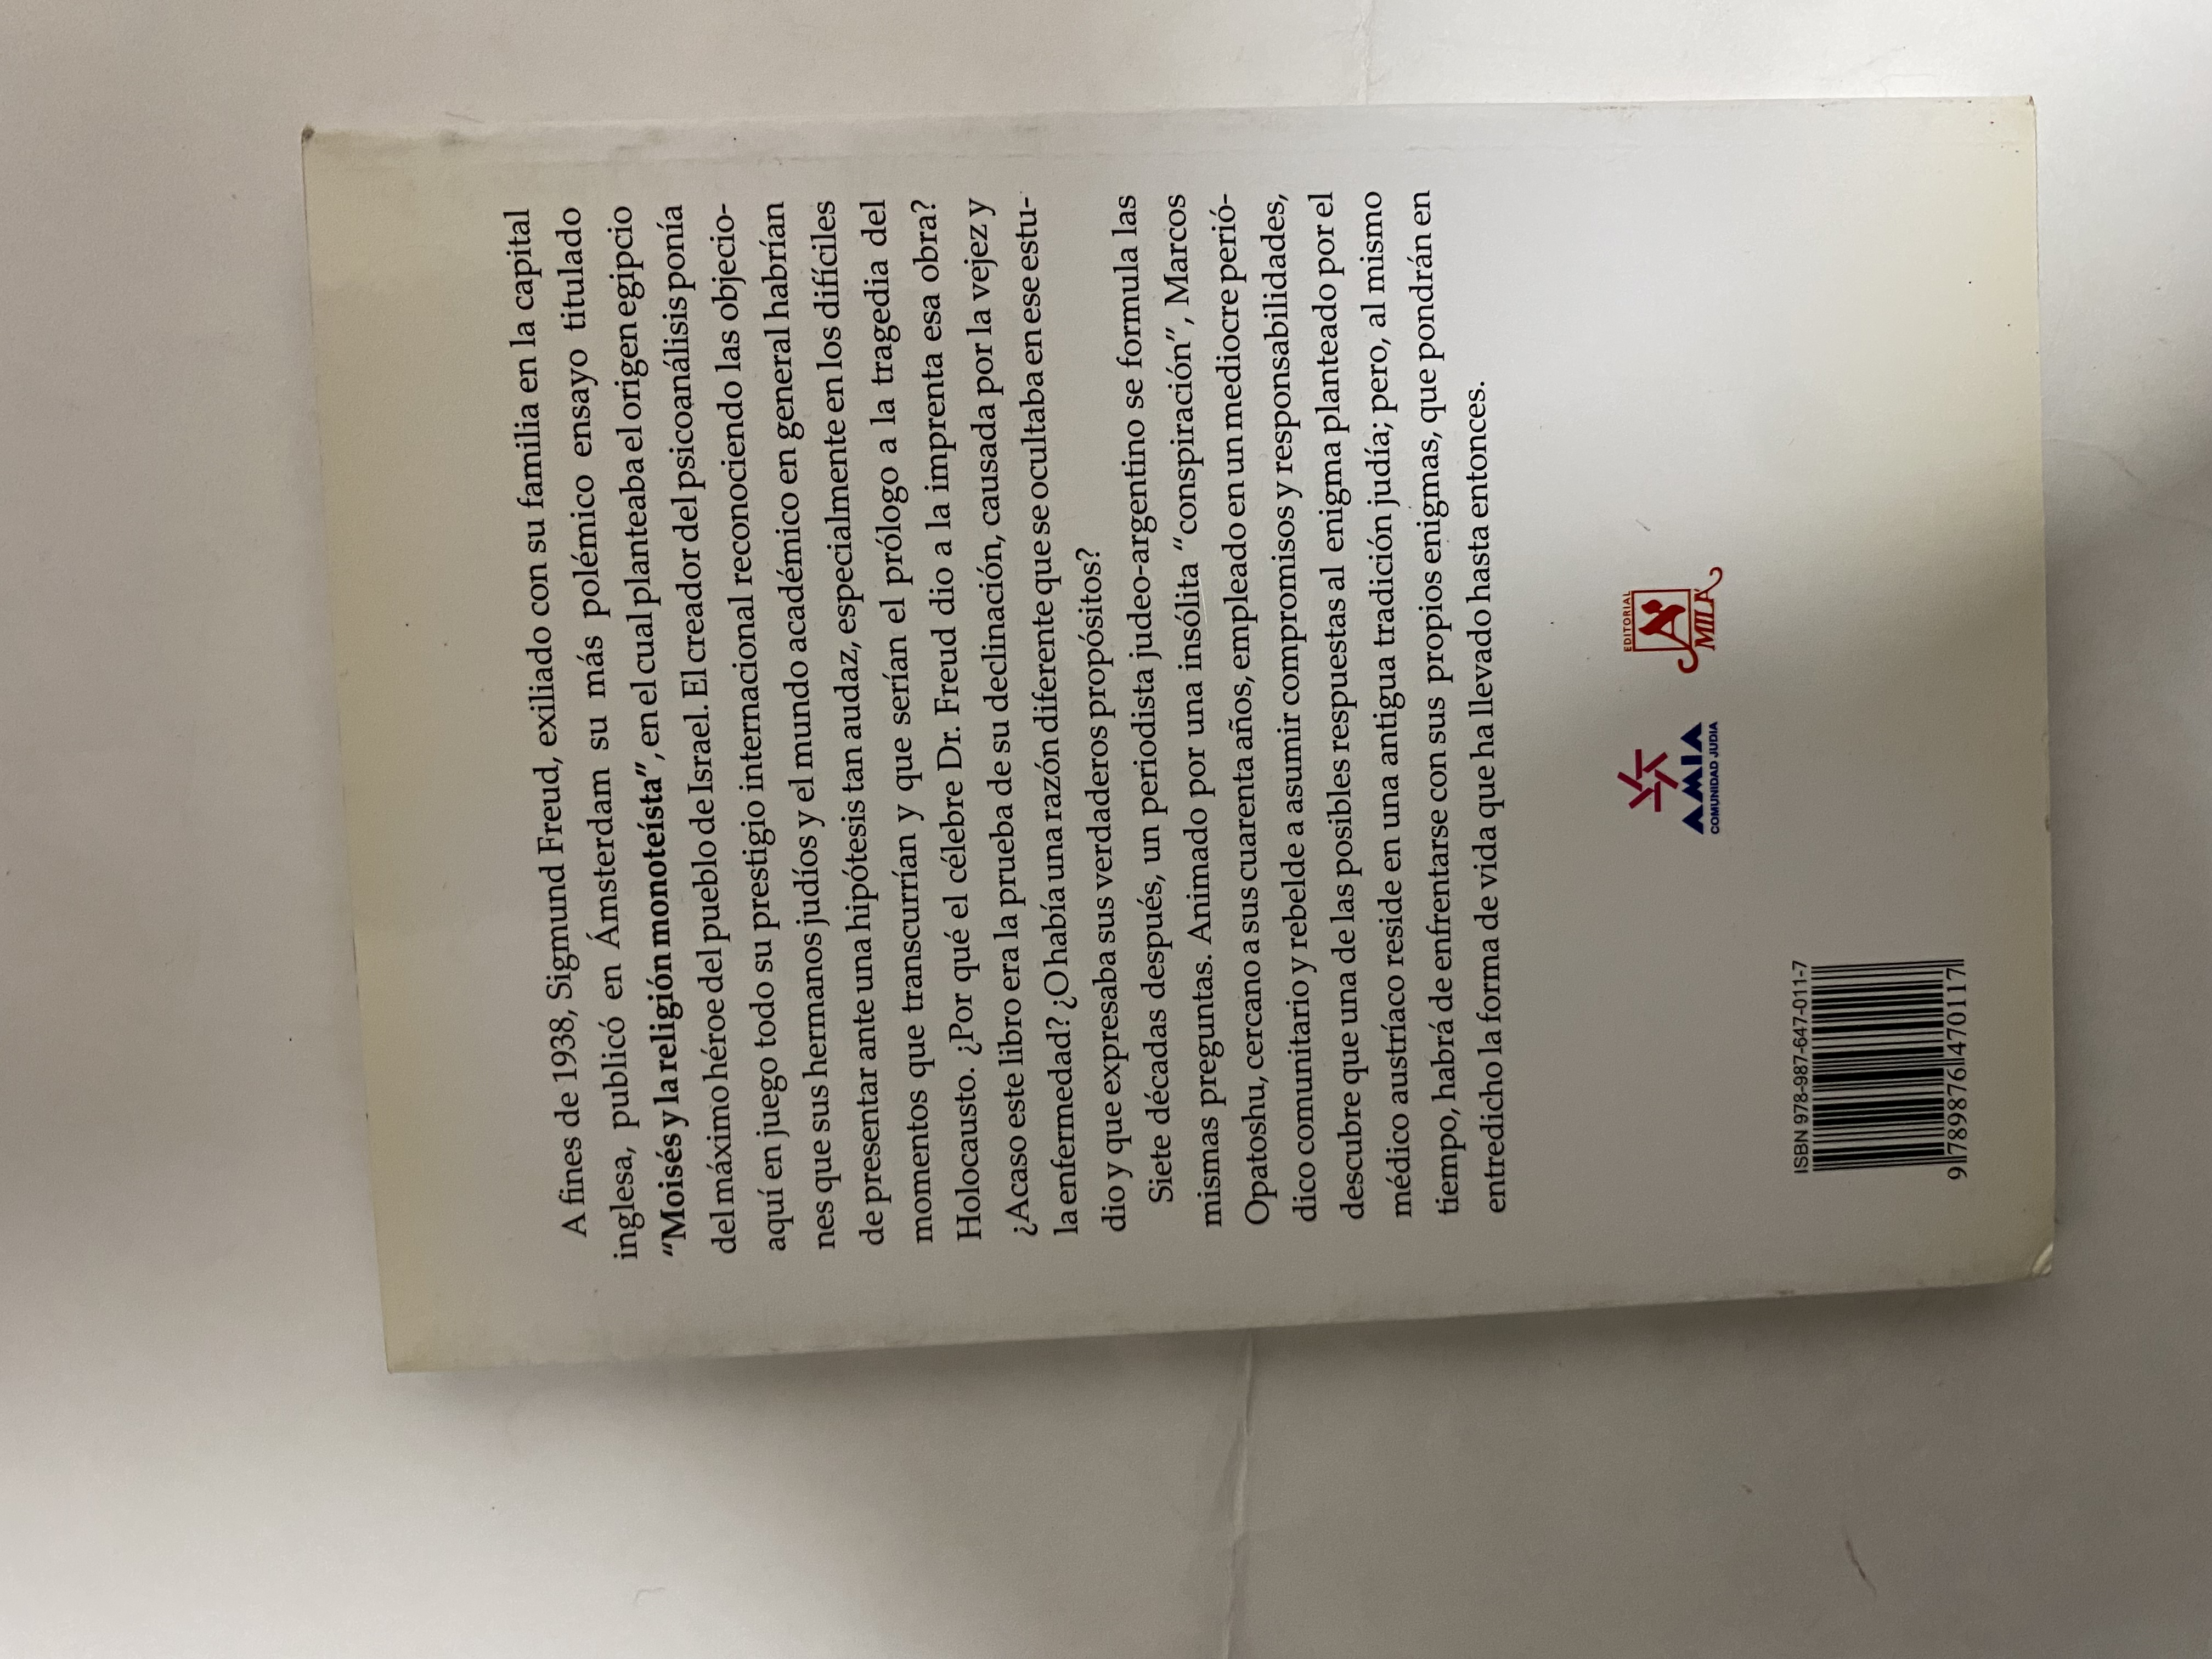 A fines de 1938, Sigmund Freud, exiliado con su familia en la capital
inglesa, publicó en Ámsterdam su más polémico ensayo titulado
“Moisés y la religión monoteísta”, en el cual planteaba el origen egipcio
del máximo héroe del pueblo de Israel. El creador del psicoanálisis ponía
aquí en juego todo su prestigio internacional reconociendo las objecio-
nes que sus hermanos judíos y el mundo académico en general habrían
de presentar ante una hipótesis tan audaz, especialmente en los difíciles
momentos que transcurrían y que serían el prólogo a la tragedia del
Holocausto. ¿Por qué el célebre Dr. Freud dio a la imprenta esa obra?
¿Acaso este libro era la prueba de su declinación, causada por la vejez y
la enfermedad? ¿O había una razón diferente que se ocultaba en ese estu-
dio y que expresaba sus verdaderos propósitos?
Siete décadas después, un periodista judeo-argentino se formula las
mismas preguntas. Animado por una insólita “conspiración”, Marcos
Opatoshu, cercano a sus cuarenta años, empleado en un mediocre perió-
dico comunitario y rebelde a asumir compromisos y responsabilidades,
descubre que una de las posibles respuestas al enigma planteado por el
médico austríaco reside en una antigua tradición judía; pero, al mismo
tiempo, habrá de enfrentarse con sus propios enigmas, que pondrán en
entredicho la forma de vida que ha llevado hasta entonces.
AMIA
COMUNIDAD JUDIA
EDITORIAL
א
MILÁ
ISBN 978-987-647-011-7
9 789876 470117